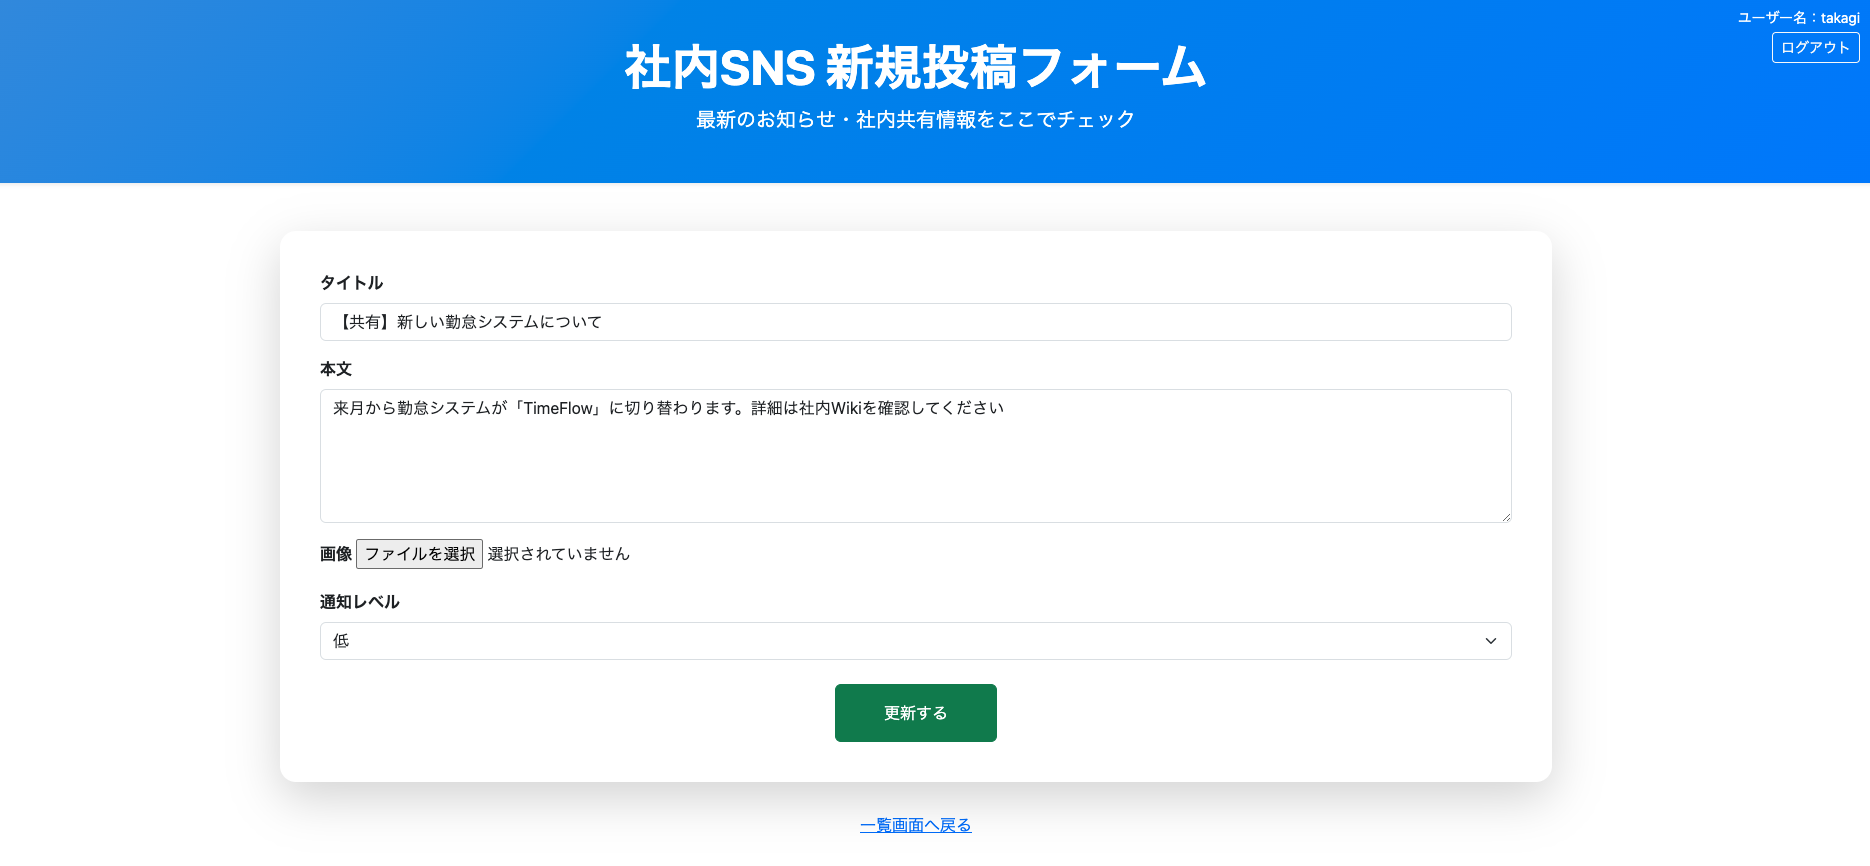 ユーザー名：takagi
ログアウト
社内SNS 新規投稿フォーム
最新のお知らせ・社内共有情報をここでチェック
タイトル
【共有】新しい勤怠システムについて
本文
来月から勤怠システムが「TimeFlow」に切り替わります。詳細は社内Wikiを確認してください
画像 ファイルを選択 選択されていません
通知レベル
低
更新する
一覧画面へ戻る